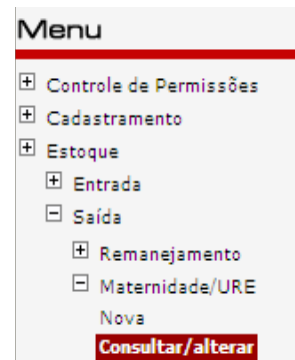 Menu
Controle de Permissões
Cadastramento
Estoque
Entrada
Saída
Remanejamento
Maternidade/URE
Nova
Consultar/alterar